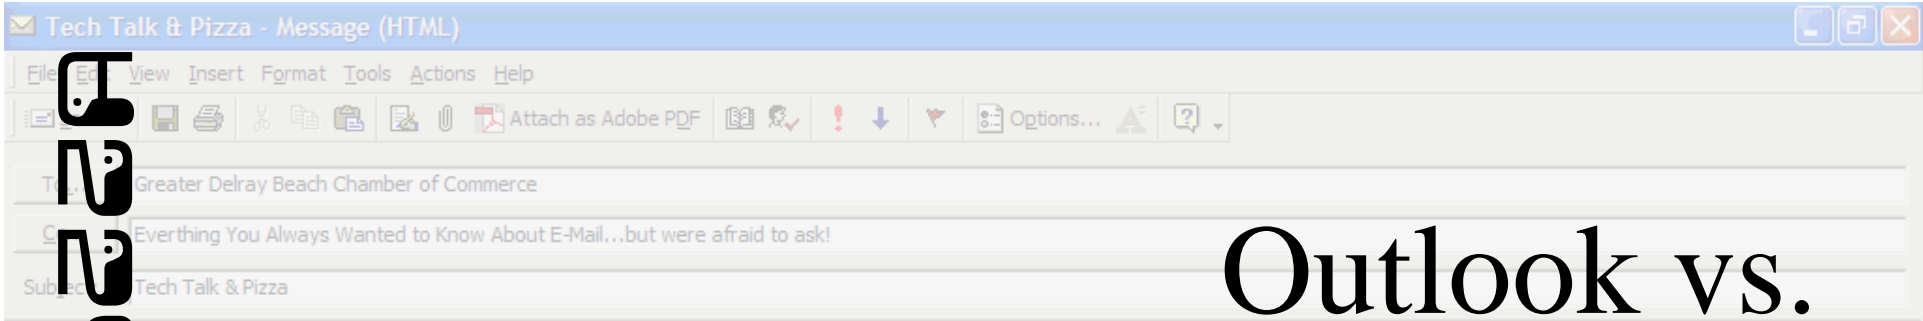 Tech Talk & Pizza - Message (HTML)
File Edit View Insert Format Tools Actions Help
Attach as Adobe PDF Options...
Greater Delray Beach Chamber of Commerce
Everthing You Always Wanted to Know About E-Mail...but were afraid to ask!
Tech Talk & Pizza
Outlook vs.